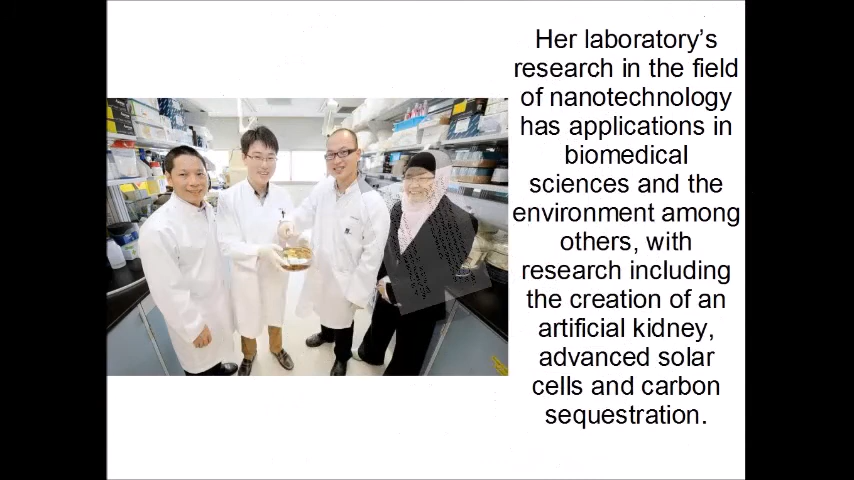 Her laboratory’s
research in the field
of nanotechnology
has applications in
biomedical
sciences and the
environment among
others, with
research including
the creation of an
artificial kidney,
advanced solar
cells and carbon
sequestration.